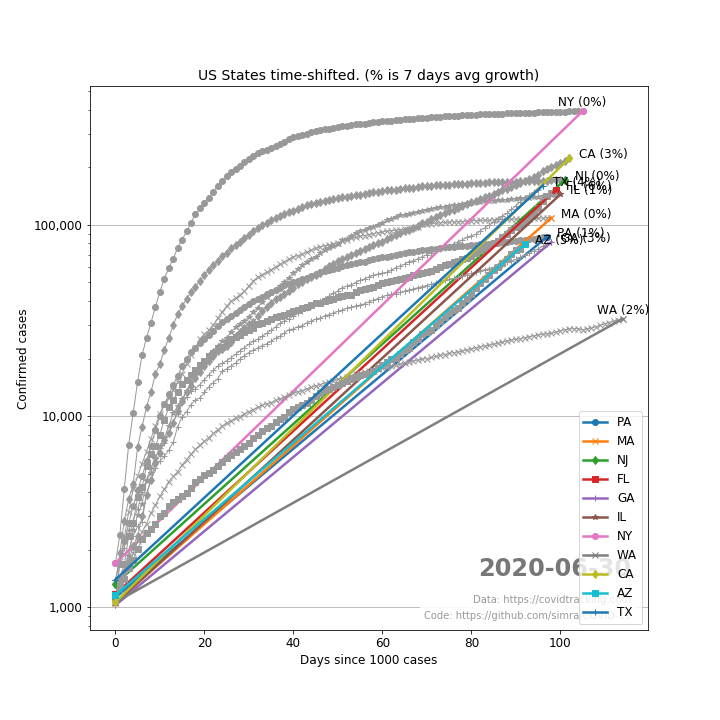 US States time-shifted. (% is 7 days avg growth)
NY (0%)
CA (3%)
NJ (0%)
TX (4%)
IL (1%)
MA (0%)
PA (1%)
AZ (5%)
WA (2%)
Confirmed cases
100,000
10,000
1,000
PA
MA
NJ
FL
GA
IL
NY
WA
CA
AZ
TX
2020-06-30
Data: https://covidtrac
Code: https://github.com/simra
0
20
40
60
80
100
Days since 1000 cases